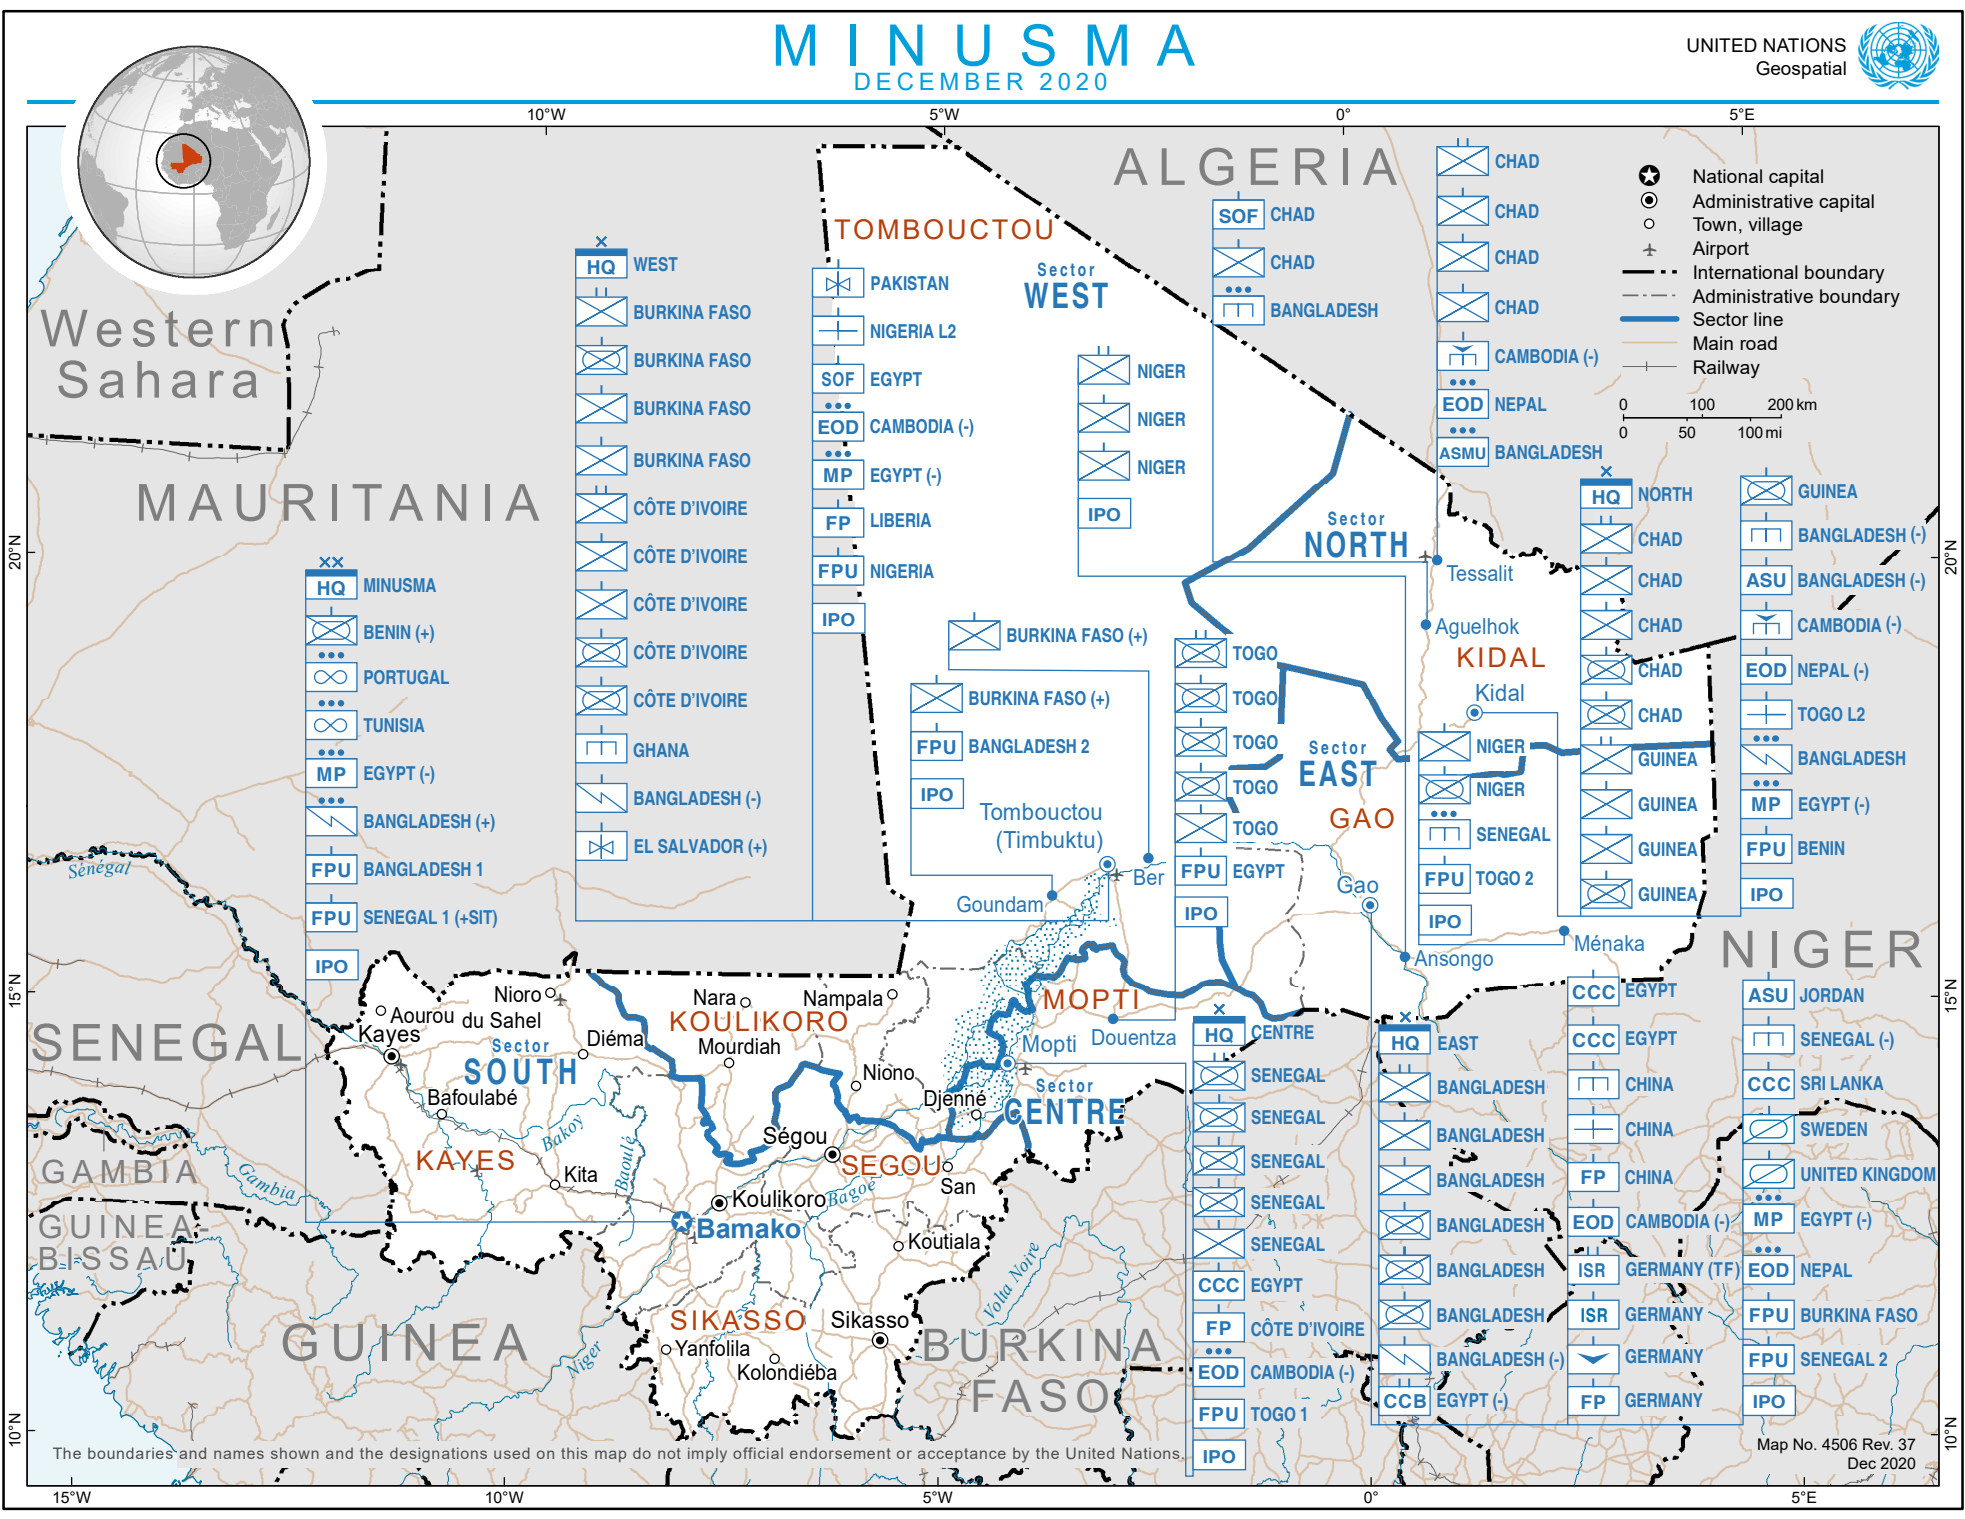 MINUSMA
DECEMBER 2020
UNITED NATIONS
Geospatial
10°W
5°W
0°
5°E
20°N
15°N
10°N
20°N
15°N
10°N
15°W
10°W
5°W
0°
5°E
National capital
Administrative capital
Town, village
Airport
International boundary
Administrative boundary
Sector line
Main road
Railway
0 100 200 km
0 50 100 mi
ALGERIA
Western
Sahara
MAURITANIA
SENEGAL
GAMBIA
GUINEA-
BISSAU
GUINEA
BURKINA
FASO
NIGER
TOMBOUCTOU
KIDAL
GAO
MOPTI
KOULIKORO
KAYES
SEGOU
SIKASSO
Sector
WEST
Sector
NORTH
Sector
EAST
Sector
SOUTH
Sector
CENTRE
HQ MINUSMA
BENIN (+)
PORTUGAL
TUNISIA
MP EGYPT (-)
BANGLADESH (+)
FPU BANGLADESH 1
FPU SENEGAL 1 (+SIT)
IPO
HQ WEST
BURKINA FASO
BURKINA FASO
BURKINA FASO
BURKINA FASO
CÔTE D'IVOIRE
CÔTE D'IVOIRE
CÔTE D'IVOIRE
CÔTE D'IVOIRE
CÔTE D'IVOIRE
GHANA
BANGLADESH (-)
EL SALVADOR (+)
PAKISTAN
NIGERIA L2
SOF EGYPT
EOD CAMBODIA (-)
MP EGYPT (-)
FP LIBERIA
FPU NIGERIA
IPO
BURKINA FASO (+)
BURKINA FASO (+)
FPU BANGLADESH 2
IPO
NIGER
NIGER
NIGER
IPO
SOF CHAD
CHAD
BANGLADESH
CHAD
CHAD
CHAD
CHAD
CAMBODIA (-)
EOD NEPAL
ASMU BANGLADESH
TOGO
TOGO
TOGO
TOGO
TOGO
FPU EGYPT
IPO
NIGER
NIGER
SENEGAL
FPU TOGO 2
IPO
HQ NORTH
CHAD
CHAD
CHAD
CHAD
CHAD
GUINEA
GUINEA
GUINEA
GUINEA
GUINEA
BANGLADESH (-)
ASU BANGLADESH (-)
CAMBODIA (-)
EOD NEPAL (-)
TOGO L2
BANGLADESH
MP EGYPT (-)
FPU BENIN
IPO
HQ CENTRE
SENEGAL
SENEGAL
SENEGAL
SENEGAL
SENEGAL
CCC EGYPT
FP CÔTE D'IVOIRE
EOD CAMBODIA (-)
FPU TOGO 1
IPO
HQ EAST
BANGLADESH
BANGLADESH
BANGLADESH
BANGLADESH
BANGLADESH
BANGLADESH
BANGLADESH (-)
CCB EGYPT (-)
CCC EGYPT
CCC EGYPT
CHINA
CHINA
FP CHINA
EOD CAMBODIA (-)
ISR GERMANY (TF)
ISR GERMANY
GERMANY
FP GERMANY
ASU JORDAN
SENEGAL (-)
CCC SRI LANKA
SWEDEN
UNITED KINGDOM
MP EGYPT (-)
EOD NEPAL
FPU BURKINA FASO
FPU SENEGAL 2
IPO
Tessalit
Aguelhok
Kidal
Tombouctou
(Timbuktu)
Ber
Goundam
Gao
Ansongo
Ménaka
Mopti
Douentza
Djenné
Nioro
du Sahel
Aourou
Kayes
Diéma
Nara
Nampala
Mourdiah
Niono
Bafoulabé
Ségou
Kita
San
Koulikoro
Bamako
Koutiala
Sikasso
Yanfolila
Kolondiéba
Sénégal
Gambia
Bakoy
Baoulé
Bagoé
Niger
Volta Noire
The boundaries and names shown and the designations used on this map do not imply official endorsement or acceptance by the United Nations.
Map No. 4506 Rev. 37
Dec 2020